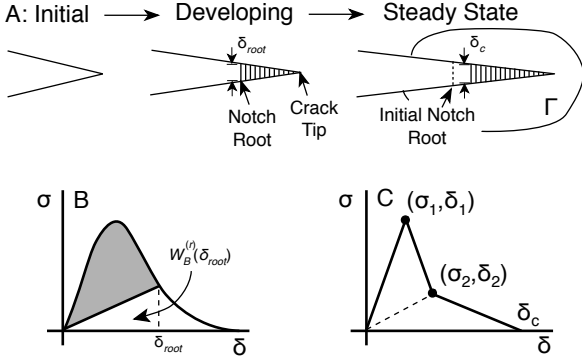 A: Initial → Developing → Steady State
δroot
δc
Notch Root
Crack Tip
Initial Notch Root
Γ
σ B
W_B^(r)(δroot)
δroot
δ
σ C
(σ1,δ1)
(σ2,δ2)
δc
δ